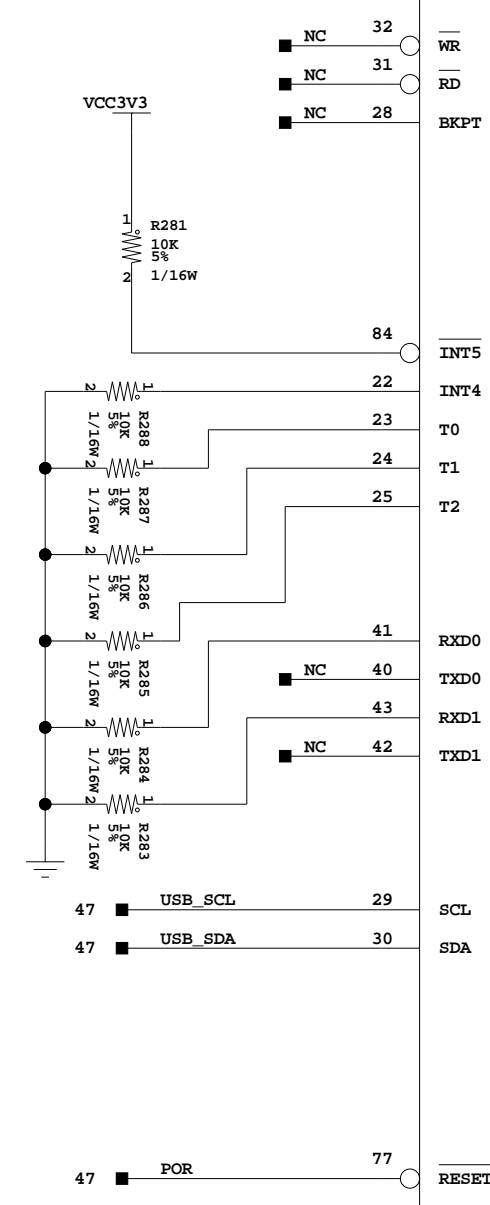 NC 32 WR
NC 31 RD
NC 28 BKPT
VCC3V3
1 R281
10K
5%
2 1/16W
84 INT5
2 1 22 INT4
R288
10K
5%
1/16W
23 T0
2 1
R287
10K
5%
1/16W
24 T1
2 1
R286
10K
5%
1/16W
25 T2
2 1
R285
10K
5%
1/16W
41 RXD0
NC 40 TXD0
2 1
R284
10K
5%
1/16W
43 RXD1
NC 42 TXD1
2 1
R283
10K
5%
1/16W
47 USB_SCL 29 SCL
47 USB_SDA 30 SDA
47 POR 77 RESET